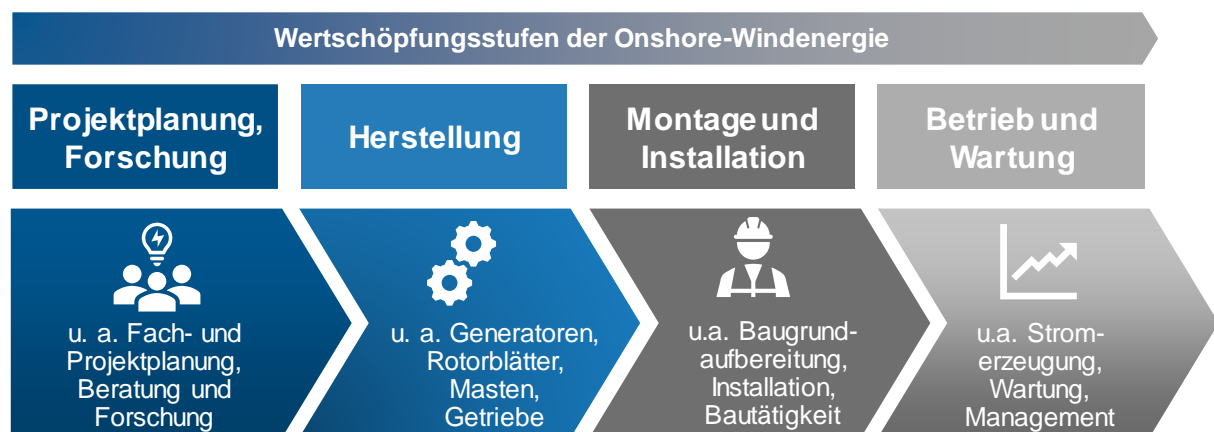 Wertschöpfungsstufen der Onshore-Windenergie
Projektplanung,
Forschung
Herstellung
Montage und
Installation
Betrieb und
Wartung
u. a. Fach- und
Projektplanung,
Beratung und
Forschung
u. a. Generatoren,
Rotorblätter,
Masten,
Getriebe
u.a. Baugrund-
aufbereitung,
Installation,
Bautätigkeit
u.a. Strom-
erzeugung,
Wartung,
Management